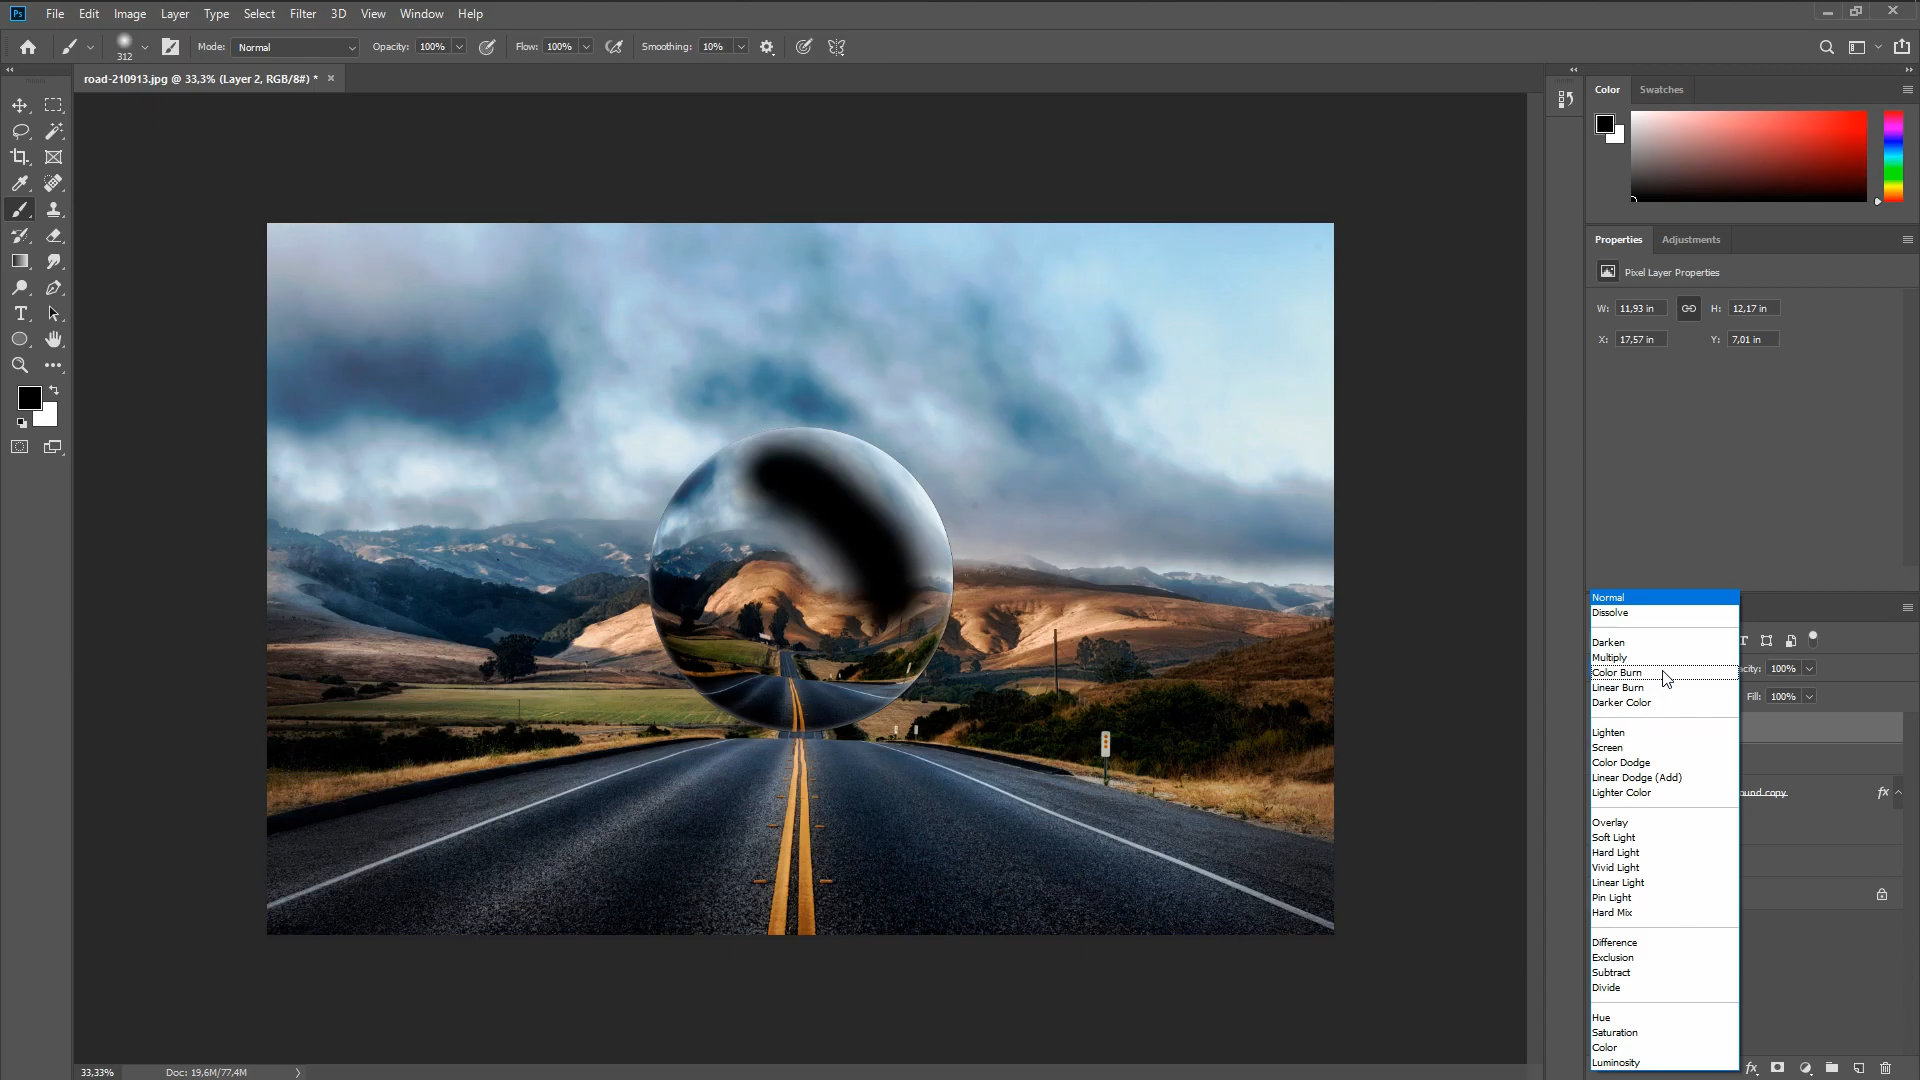 Ps File Edit Image Layer Type Select Filter 3D View Window Help
312 Mode: Normal Opacity: 100% Flow: 100% Smoothing: 10%
road-210913.jpg @ 33,3% (Layer 2, RGB/8#) * ×
Color Swatches
Properties Adjustments
Pixel Layer Properties
W: 11,93 in H: 12,17 in
X: 17,57 in Y: 7,01 in
Normal
Dissolve
Darken
Multiply
Color Burn
Linear Burn
Darker Color
Lighten
Screen
Color Dodge
Linear Dodge (Add)
Lighter Color
Overlay
Soft Light
Hard Light
Vivid Light
Linear Light
Pin Light
Hard Mix
Difference
Exclusion
Subtract
Divide
Hue
Saturation
Color
Luminosity
acity: 100%
Fill: 100%
ound copy fx
33,33% Doc: 19,6M/77,4M
fx